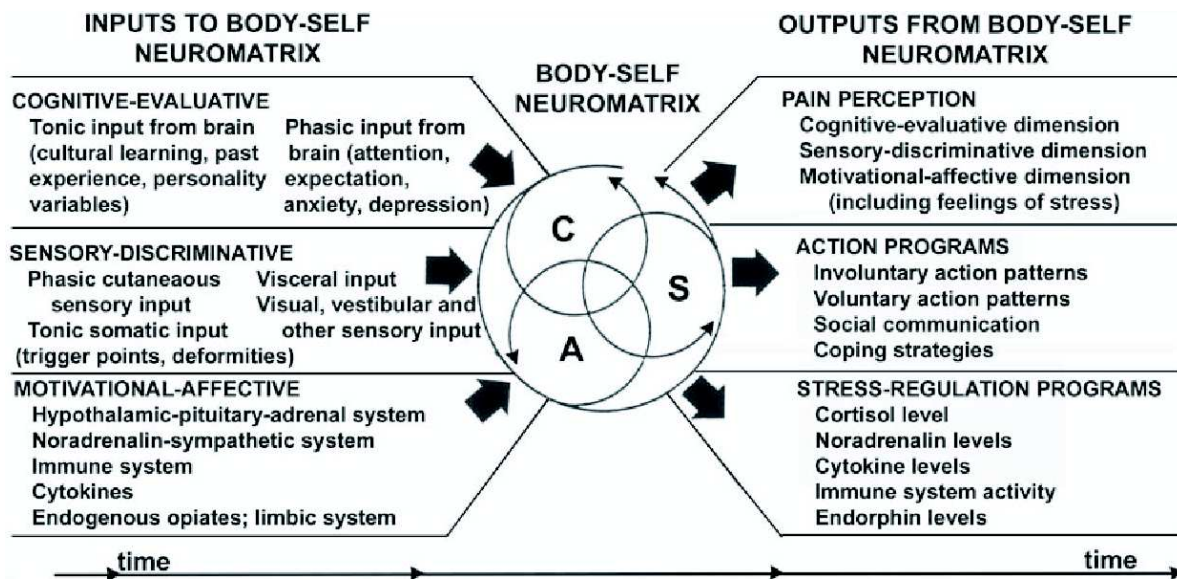 INPUTS TO BODY-SELF
NEUROMATRIX
COGNITIVE-EVALUATIVE
Tonic input from brain
(cultural learning, past
experience, personality
variables)
Phasic input from
brain (attention,
expectation,
anxiety, depression)
SENSORY-DISCRIMINATIVE
Phasic cutaneaous
sensory input
Tonic somatic input
(trigger points, deformities)
Visceral input
Visual, vestibular and
other sensory input
MOTIVATIONAL-AFFECTIVE
Hypothalamic-pituitary-adrenal system
Noradrenalin-sympathetic system
Immune system
Cytokines
Endogenous opiates; limbic system
BODY-SELF
NEUROMATRIX
C
S
A
OUTPUTS FROM BODY-SELF
NEUROMATRIX
PAIN PERCEPTION
Cognitive-evaluative dimension
Sensory-discriminative dimension
Motivational-affective dimension
(including feelings of stress)
ACTION PROGRAMS
Involuntary action patterns
Voluntary action patterns
Social communication
Coping strategies
STRESS-REGULATION PROGRAMS
Cortisol level
Noradrenalin levels
Cytokine levels
Immune system activity
Endorphin levels
time
time